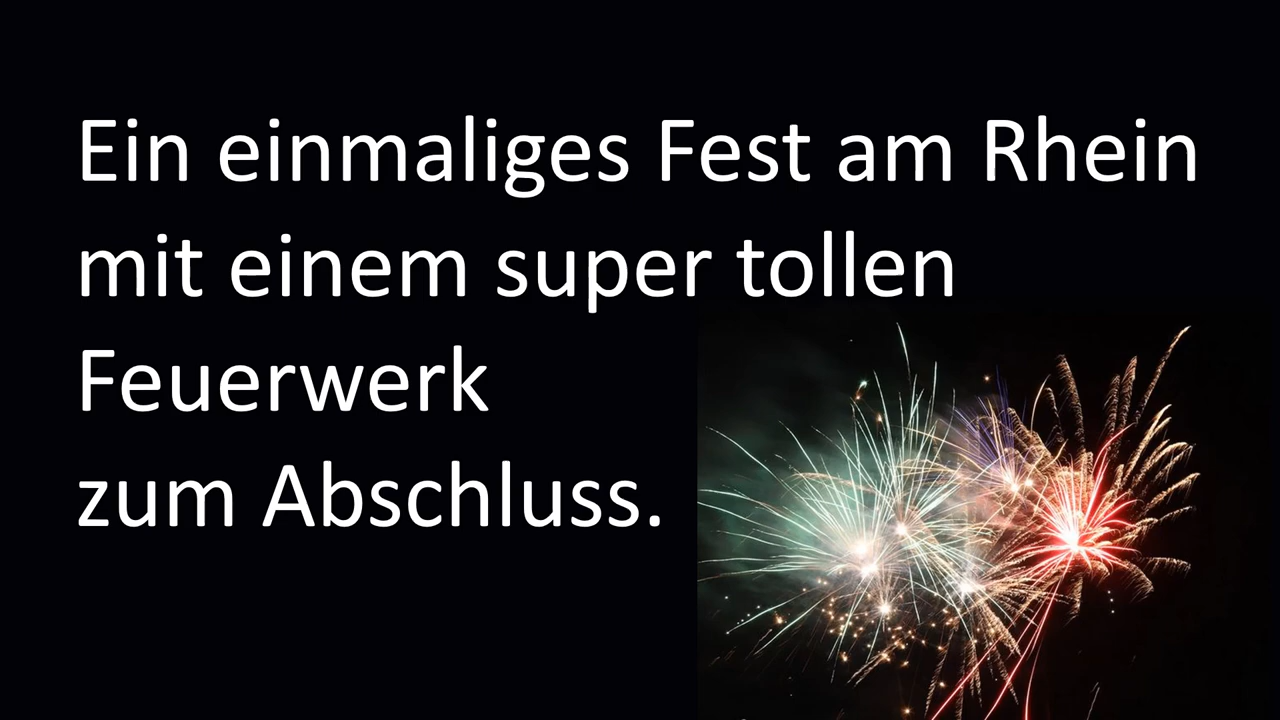 Ein einmaliges Fest am Rhein
mit einem super tollen
Feuerwerk
zum Abschluss.